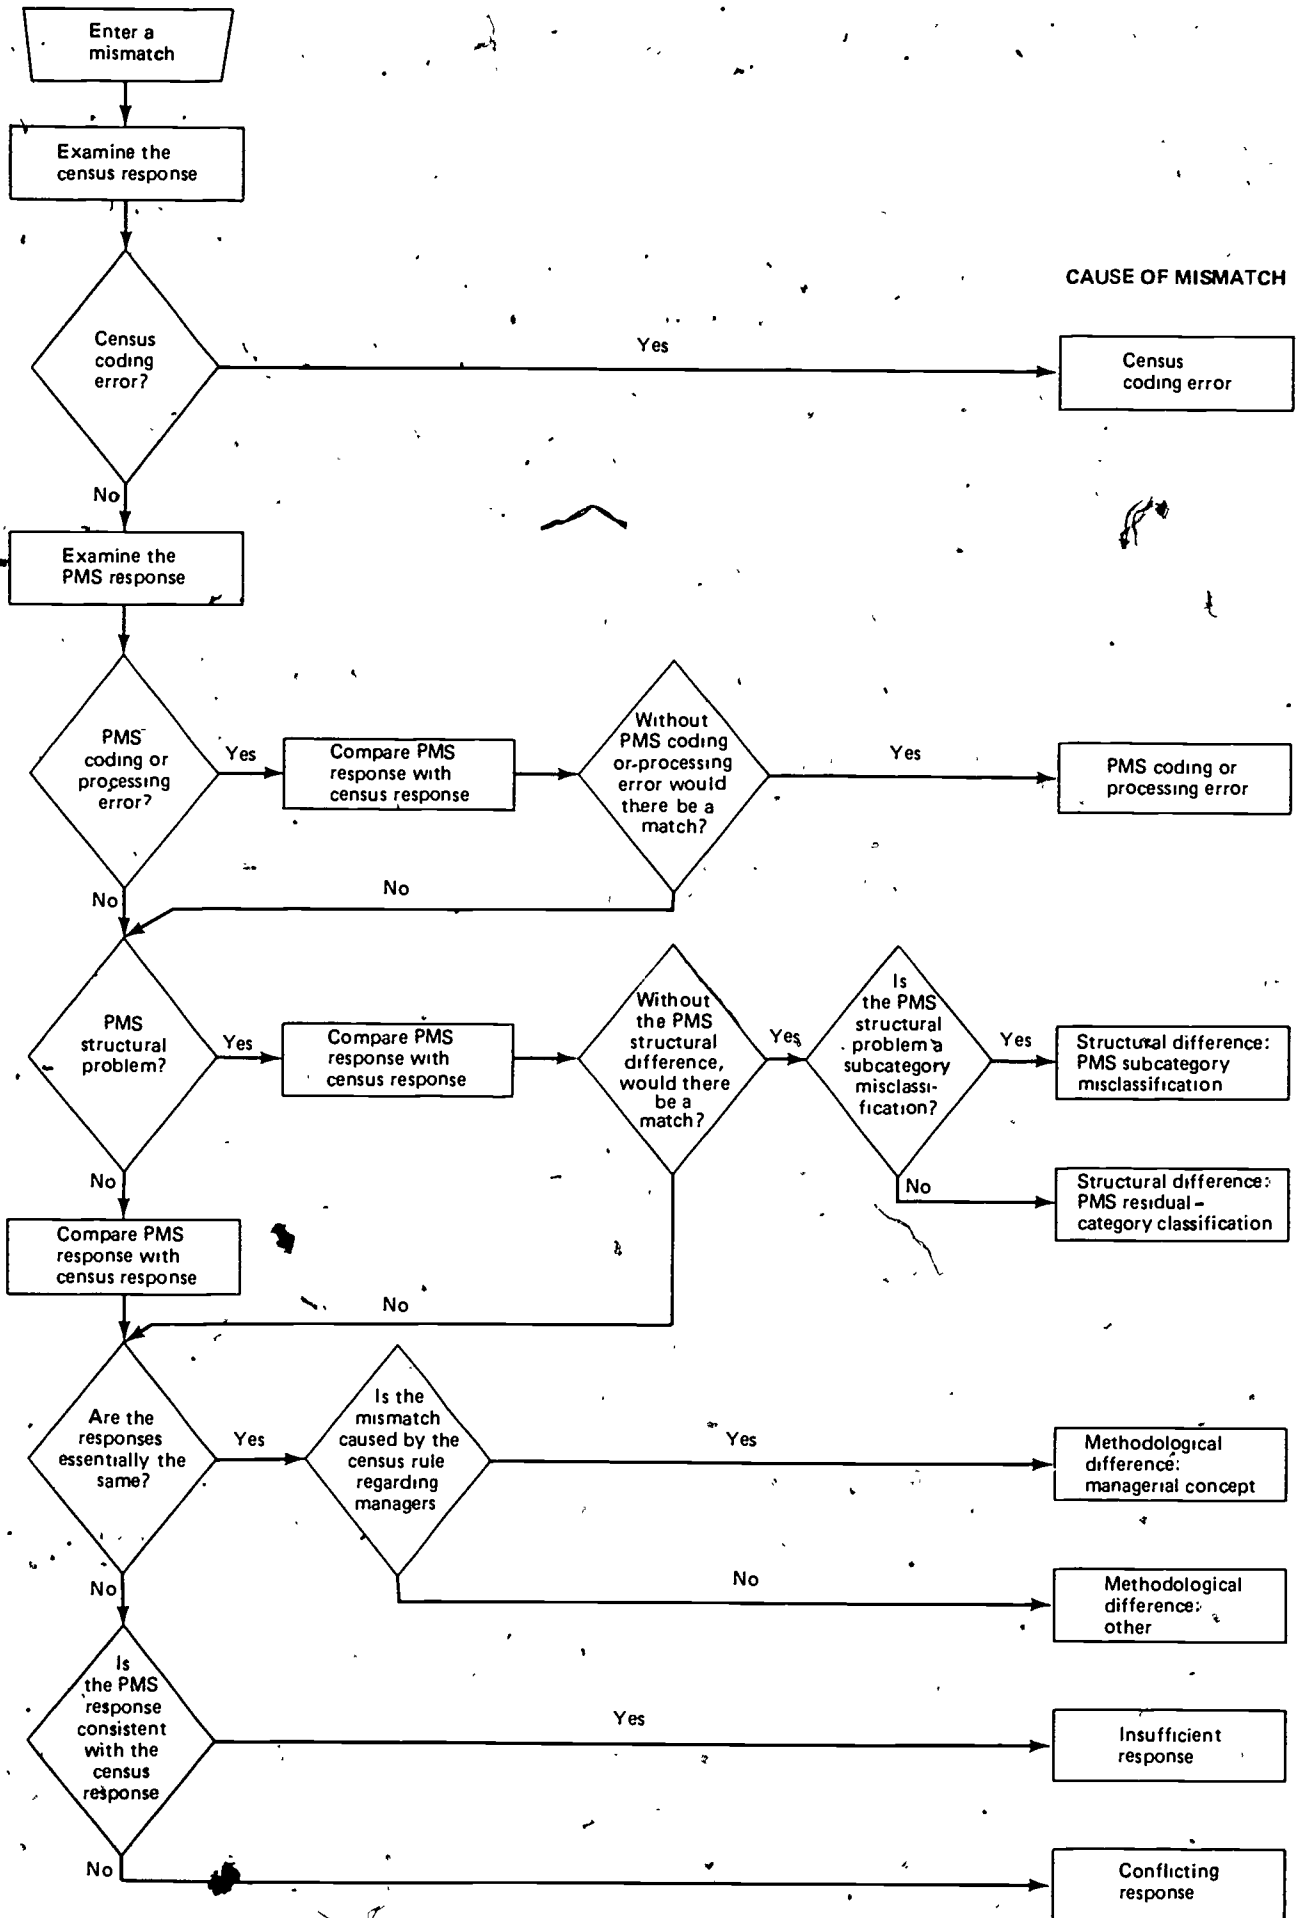 Enter a
mismatch
Examine the
census response
CAUSE OF MISMATCH
Census
coding
error?
Yes
Census
coding error
No
Examine the
PMS response
PMS
coding or
processing
error?
Yes
Compare PMS
response with
census response
Without
PMS coding
or processing
error would
there be a
match?
Yes
PMS coding or
processing error
No
No
PMS
structural
problem?
Yes
Compare PMS
response with
census response
Without
the PMS
structural
difference,
would there
be a
match?
Yes
Is
the PMS
structural
problem a
subcategory
misclassi-
fication?
Yes
Structural difference:
PMS subcategory
misclassification
No
Structural difference:
PMS residual-
category classification
No
Compare PMS
response with
census response
No
Are the
responses
essentially the
same?
Yes
Is the
mismatch
caused by the
census rule
regarding
managers
Yes
Methodological
difference:
managerial concept
No
Methodological
difference:
other
No
Is
the PMS
response
consistent
with the
census
response
Yes
Insufficient
response
No
Conflicting
response